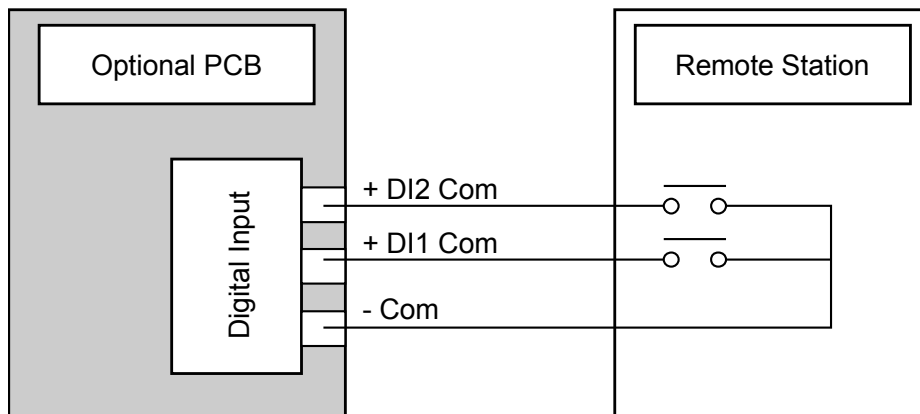 Optional PCB
Remote Station
Digital Input
+ DI2 Com
+ DI1 Com
- Com